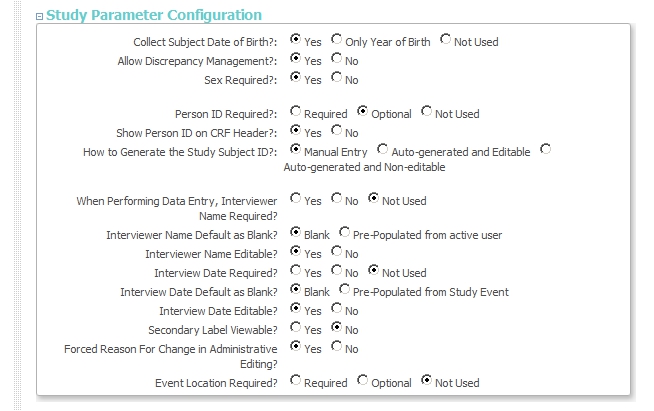 Study Parameter Configuration
Collect Subject Date of Birth?: Yes Only Year of Birth Not Used
Allow Discrepancy Management?: Yes No
Sex Required?: Yes No
Person ID Required?: Required Optional Not Used
Show Person ID on CRF Header?: Yes No
How to Generate the Study Subject ID?: Manual Entry Auto-generated and Editable
Auto-generated and Non-editable
When Performing Data Entry, Interviewer Yes No Not Used
Name Required?
Interviewer Name Default as Blank? Blank Pre-Populated from active user
Interviewer Name Editable? Yes No
Interview Date Required? Yes No Not Used
Interview Date Default as Blank? Blank Pre-Populated from Study Event
Interview Date Editable? Yes No
Secondary Label Viewable? Yes No
Forced Reason For Change in Administrative Yes No
Editing?
Event Location Required? Required Optional Not Used